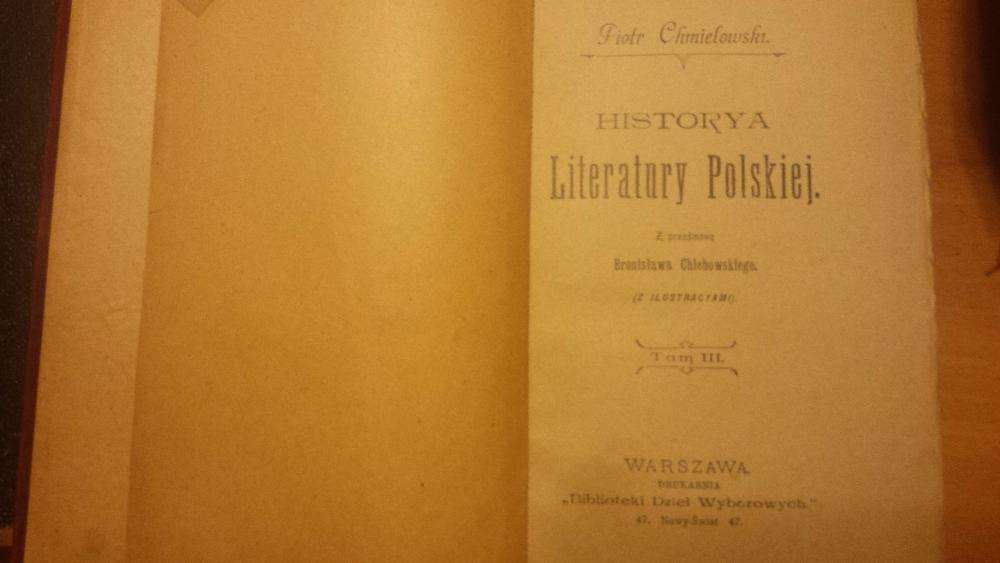 Piotr Chmielowski.
HISTORYA
Literatury Polskiej.
Z przedmową
Bronisława Chlebowskiego.
(Z ILUSTRACYAMI).
Tom III.
WARSZAWA
DRUKARNIA
„Biblioteki Dzieł Wyborowych.“
47. Nowy-Świat 47.